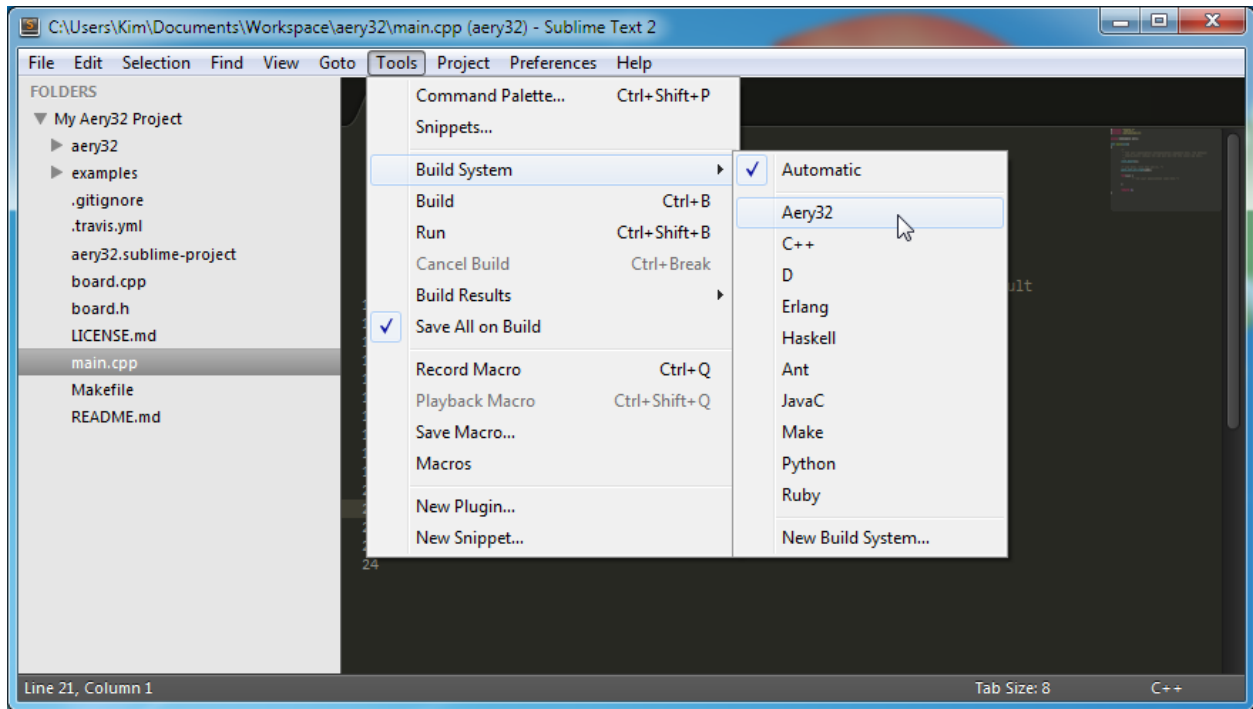 C:\Users\Kim\Documents\Workspace\aery32\main.cpp (aery32) - Sublime Text 2
File Edit Selection Find View Goto Tools Project Preferences Help
FOLDERS
My Aery32 Project
aery32
examples
.gitignore
.travis.yml
aery32.sublime-project
board.cpp
board.h
LICENSE.md
main.cpp
Makefile
README.md
Command Palette... Ctrl+Shift+P
Snippets...
Build System
Build Ctrl+B
Run Ctrl+Shift+B
Cancel Build Ctrl+Break
Build Results
Save All on Build
Record Macro Ctrl+Q
Playback Macro Ctrl+Shift+Q
Save Macro...
Macros
New Plugin...
New Snippet...
Automatic
Aery32
C++
D
Erlang
Haskell
Ant
JavaC
Make
Python
Ruby
New Build System...
ult
24
Line 21, Column 1 Tab Size: 8 C++